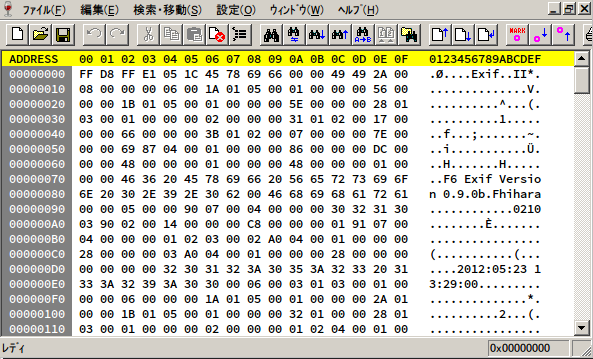 ﾌｧｲﾙ(F) 編集(E) 検索・移動(S) 設定(O) ｳｨﾝﾄﾞｳ(W) ﾍﾙﾌﾟ(H)
MARK
ADDRESS 00 01 02 03 04 05 06 07 08 09 0A 0B 0C 0D 0E 0F 0123456789ABCDEF
00000000 FF D8 FF E1 05 1C 45 78 69 66 00 00 49 49 2A 00 .Ø....Exif..II*.
00000010 08 00 00 00 06 00 1A 01 05 00 01 00 00 00 56 00 ..............V.
00000020 00 00 1B 01 05 00 01 00 00 00 5E 00 00 00 28 01 ..........^...(.
00000030 03 00 01 00 00 00 02 00 00 00 31 01 02 00 17 00 ..........1.....
00000040 00 00 66 00 00 00 3B 01 02 00 07 00 00 00 7E 00 ..f...;.......~.
00000050 00 00 69 87 04 00 01 00 00 00 86 00 00 00 DC 00 ..i...........Ü.
00000060 00 00 48 00 00 00 01 00 00 00 48 00 00 00 01 00 ..H.......H.....
00000070 00 00 46 36 20 45 78 69 66 20 56 65 72 73 69 6F ..F6 Exif Versio
00000080 6E 20 30 2E 39 2E 30 62 00 46 68 69 68 61 72 61 n 0.9.0b.Fhihara
00000090 00 00 05 00 00 90 07 00 04 00 00 00 30 32 31 30 ............0210
000000A0 03 90 02 00 14 00 00 00 C8 00 00 00 01 91 07 00 ........È.......
000000B0 04 00 00 00 01 02 03 00 02 A0 04 00 01 00 00 00 ................
000000C0 28 00 00 00 03 A0 04 00 01 00 00 00 28 00 00 00 (...........(...
000000D0 00 00 00 00 32 30 31 32 3A 30 35 3A 32 33 20 31 ....2012:05:23 1
000000E0 33 3A 32 39 3A 30 30 00 06 00 03 01 03 00 01 00 3:29:00.........
000000F0 00 00 06 00 00 00 1A 01 05 00 01 00 00 00 2A 01 ..............*.
00000100 00 00 1B 01 05 00 01 00 00 00 32 01 00 00 28 01 ..........2...(.
00000110 03 00 01 00 00 00 02 00 00 00 01 02 04 00 01 00 ................
ﾚﾃﾞｨ 0x00000000